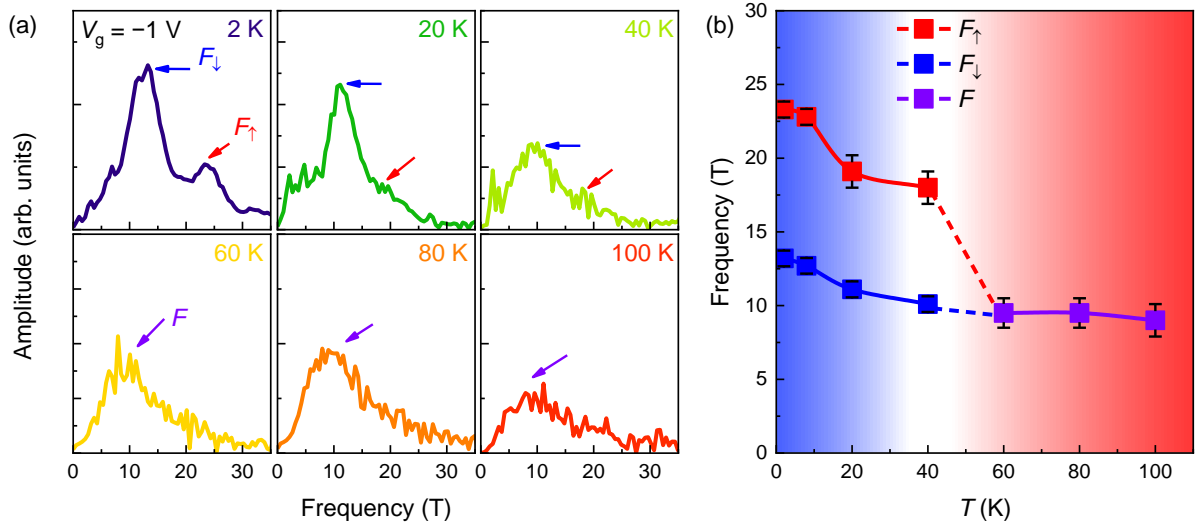 (a)
V_g = −1 V
2 K
20 K
40 K
F↓
F↑
60 K
80 K
100 K
F
Amplitude (arb. units)
0 10 20 30 0 10 20 30 0 10 20 30
Frequency (T)
(b)
F↑
F↓
F
30
25
20
15
10
5
0
Frequency (T)
0 20 40 60 80 100
T (K)